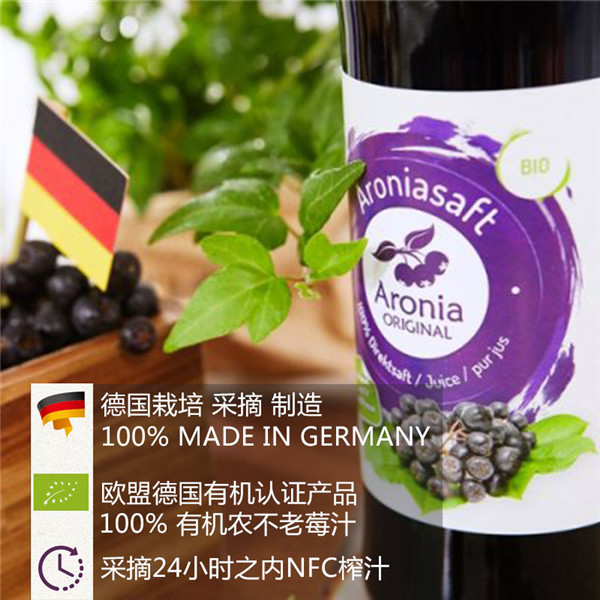 BIO
Aroniasaft
Aronia
ORIGINAL
100% Direktsaft / Juice / pur jus
德国栽培 采摘 制造
100% MADE IN GERMANY
欧盟德国有机认证产品
100% 有机农不老莓汁
采摘24小时之内NFC榨汁